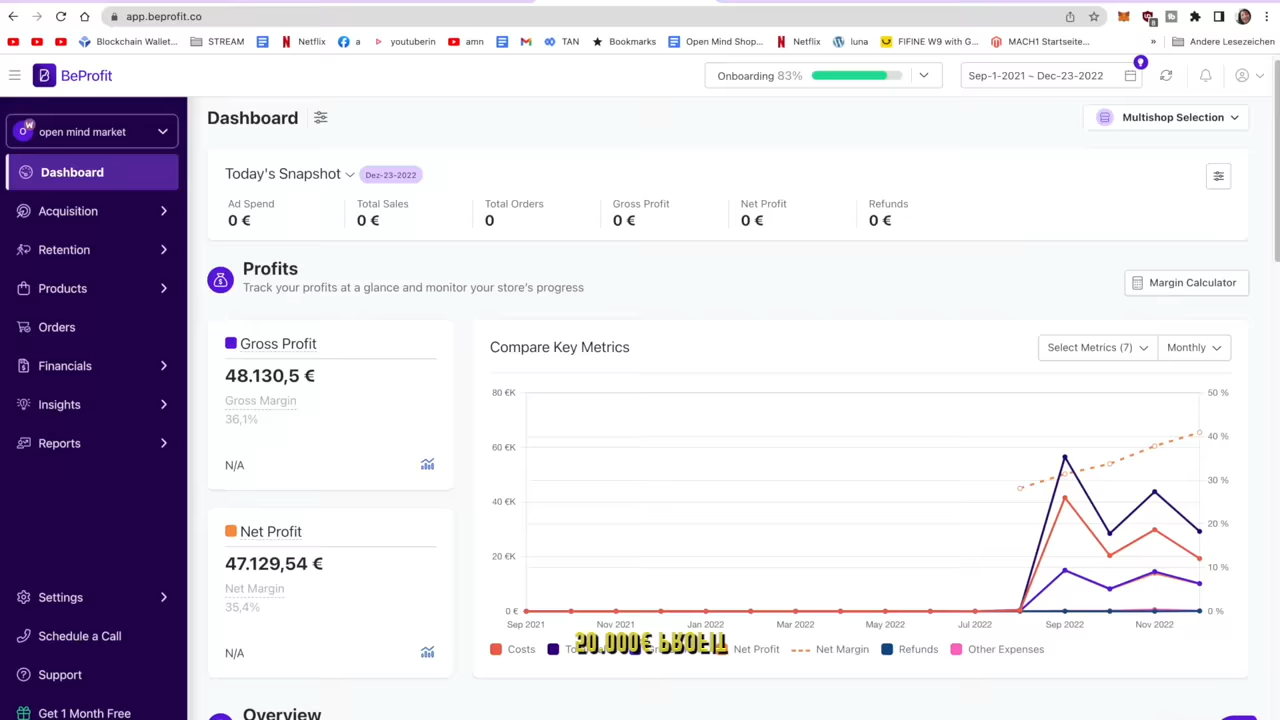 app.beprofit.co
8
Blockchain Wallet...
STREAM
Netflix
a
youtuberin
amn
TAN
Bookmarks
Open Mind Shop...
Netflix
luna
FIFINE W9 with G...
MACH1 Startseite...
»
Andere Lesezeichen
BeProfit
Onboarding 83%
Sep-1-2021 ~ Dec-23-2022
O W open mind market
Dashboard
Acquisition
Retention
Products
Orders
Financials
Insights
Reports
Settings
Schedule a Call
Support
Get 1 Month Free
Dashboard
Multishop Selection
Today's Snapshot
Dez-23-2022
Ad Spend
0 €
Total Sales
0 €
Total Orders
0
Gross Profit
0 €
Net Profit
0 €
Refunds
0 €
Profits
Track your profits at a glance and monitor your store's progress
Margin Calculator
Gross Profit
48.130,5 €
Gross Margin
36,1%
N/A
Net Profit
47.129,54 €
Net Margin
35,4%
N/A
Compare Key Metrics
Select Metrics (7)
Monthly
80 €K
60 €K
40 €K
20 €K
0 €
50 %
40 %
30 %
20 %
10 %
0 %
Sep 2021
Nov 2021
Jan 2022
Mar 2022
May 2022
Jul 2022
Sep 2022
Nov 2022
Costs
Net Profit
Net Margin
Refunds
Other Expenses
PROFIT
Overview